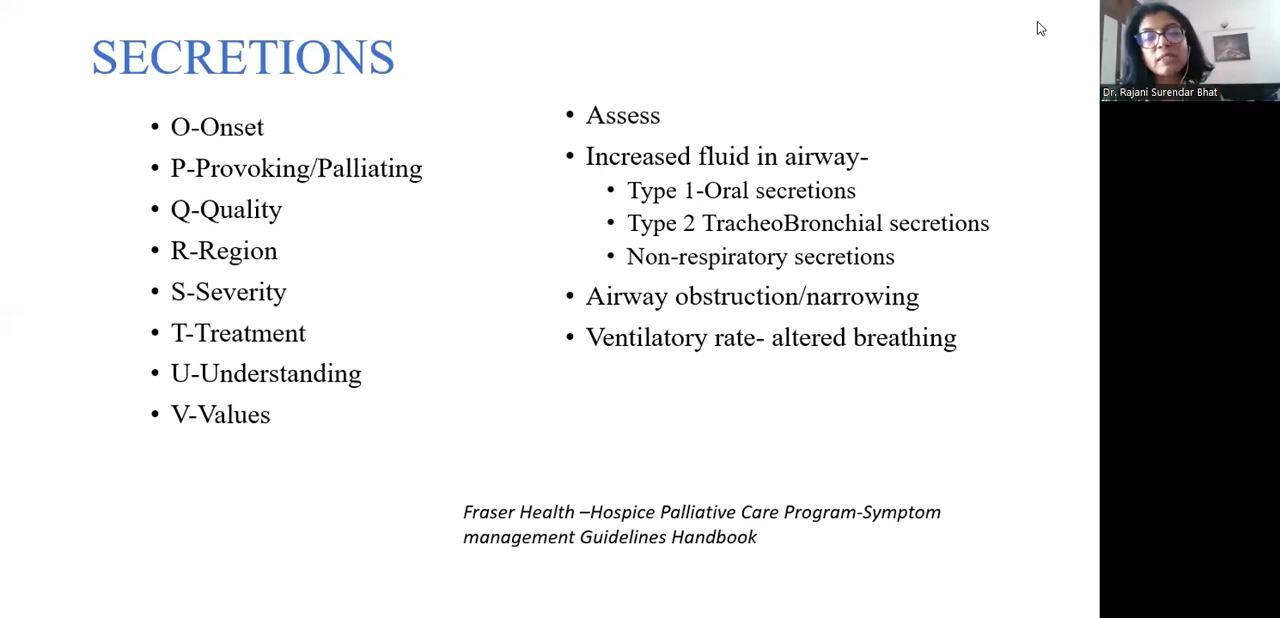 SECRETIONS
• O-Onset
• P-Provoking/Palliating
• Q-Quality
• R-Region
• S-Severity
• T-Treatment
• U-Understanding
• V-Values
• Assess
• Increased fluid in airway-
• Type 1-Oral secretions
• Type 2 TracheoBronchial secretions
• Non-respiratory secretions
• Airway obstruction/narrowing
• Ventilatory rate- altered breathing
Fraser Health –Hospice Palliative Care Program-Symptom
management Guidelines Handbook
Dr. Rajani Surendar Bhat